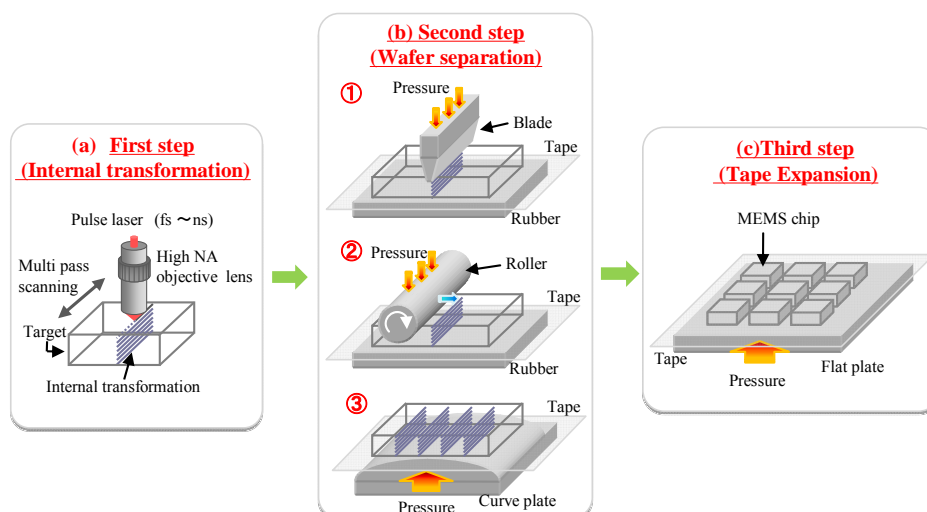 (a) First step
(Internal transformation)
Pulse laser (fs ～ns)
High NA
objective lens
Multi pass
scanning
Target
Internal transformation
(b) Second step
(Wafer separation)
①
Pressure
Blade
Tape
Rubber
②
Pressure
Roller
Tape
Rubber
③
Tape
Pressure
Curve plate
(c)Third step
(Tape Expansion)
MEMS chip
Tape
Pressure
Flat plate